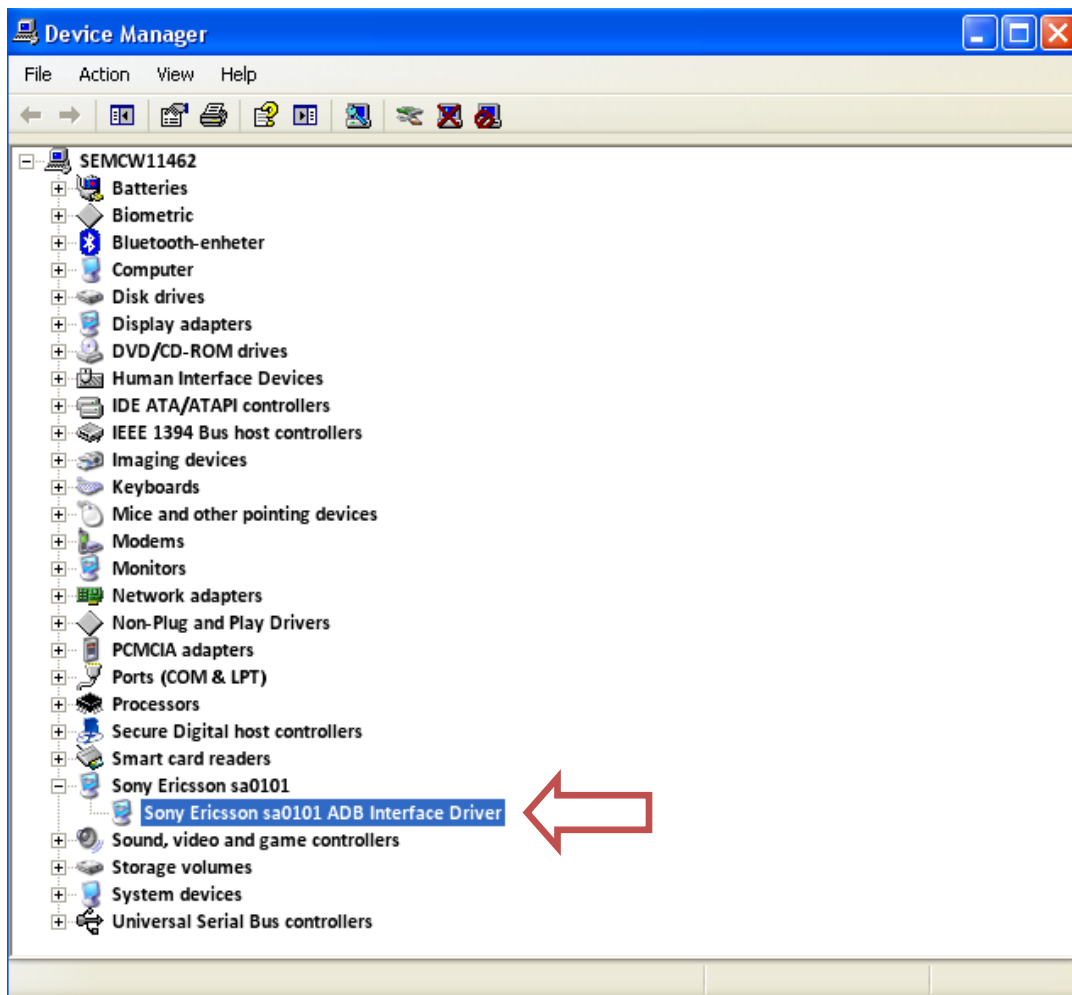 Device Manager
File Action View Help
SEMCW11462
Batteries
Biometric
Bluetooth-enheter
Computer
Disk drives
Display adapters
DVD/CD-ROM drives
Human Interface Devices
IDE ATA/ATAPI controllers
IEEE 1394 Bus host controllers
Imaging devices
Keyboards
Mice and other pointing devices
Modems
Monitors
Network adapters
Non-Plug and Play Drivers
PCMCIA adapters
Ports (COM & LPT)
Processors
Secure Digital host controllers
Smart card readers
Sony Ericsson sa0101
Sony Ericsson sa0101 ADB Interface Driver
Sound, video and game controllers
Storage volumes
System devices
Universal Serial Bus controllers